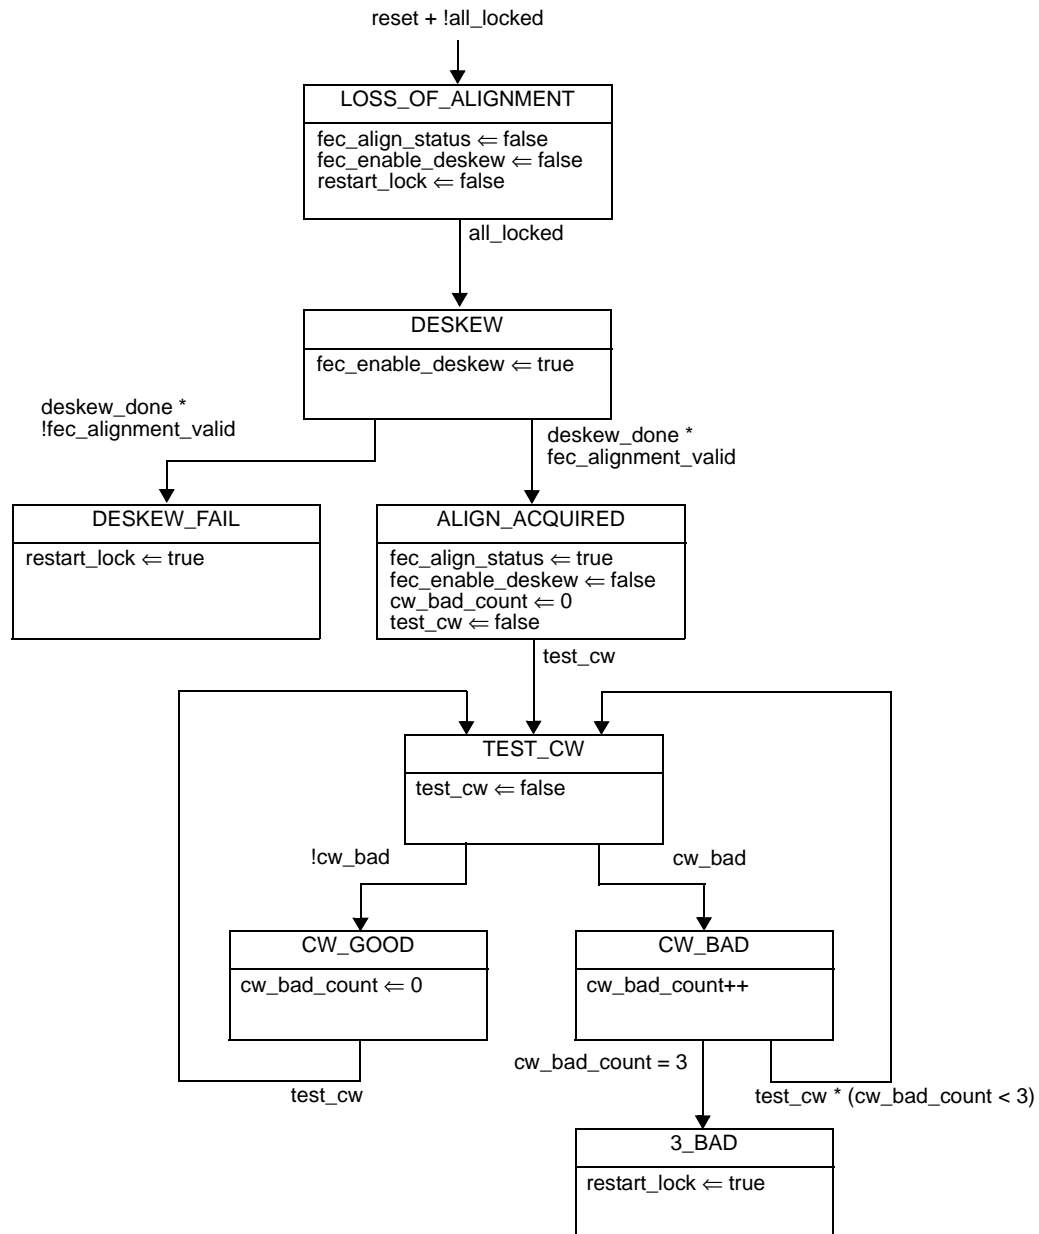 reset + !all_locked
LOSS_OF_ALIGNMENT
fec_align_status ⇐ false
fec_enable_deskew ⇐ false
restart_lock ⇐ false
all_locked
DESKEW
fec_enable_deskew ⇐ true
deskew_done *
!fec_alignment_valid
deskew_done *
fec_alignment_valid
DESKEW_FAIL
restart_lock ⇐ true
ALIGN_ACQUIRED
fec_align_status ⇐ true
fec_enable_deskew ⇐ false
cw_bad_count ⇐ 0
test_cw ⇐ false
test_cw
TEST_CW
test_cw ⇐ false
!cw_bad
cw_bad
CW_GOOD
cw_bad_count ⇐ 0
CW_BAD
cw_bad_count++
test_cw
cw_bad_count = 3
test_cw * (cw_bad_count < 3)
3_BAD
restart_lock ⇐ true